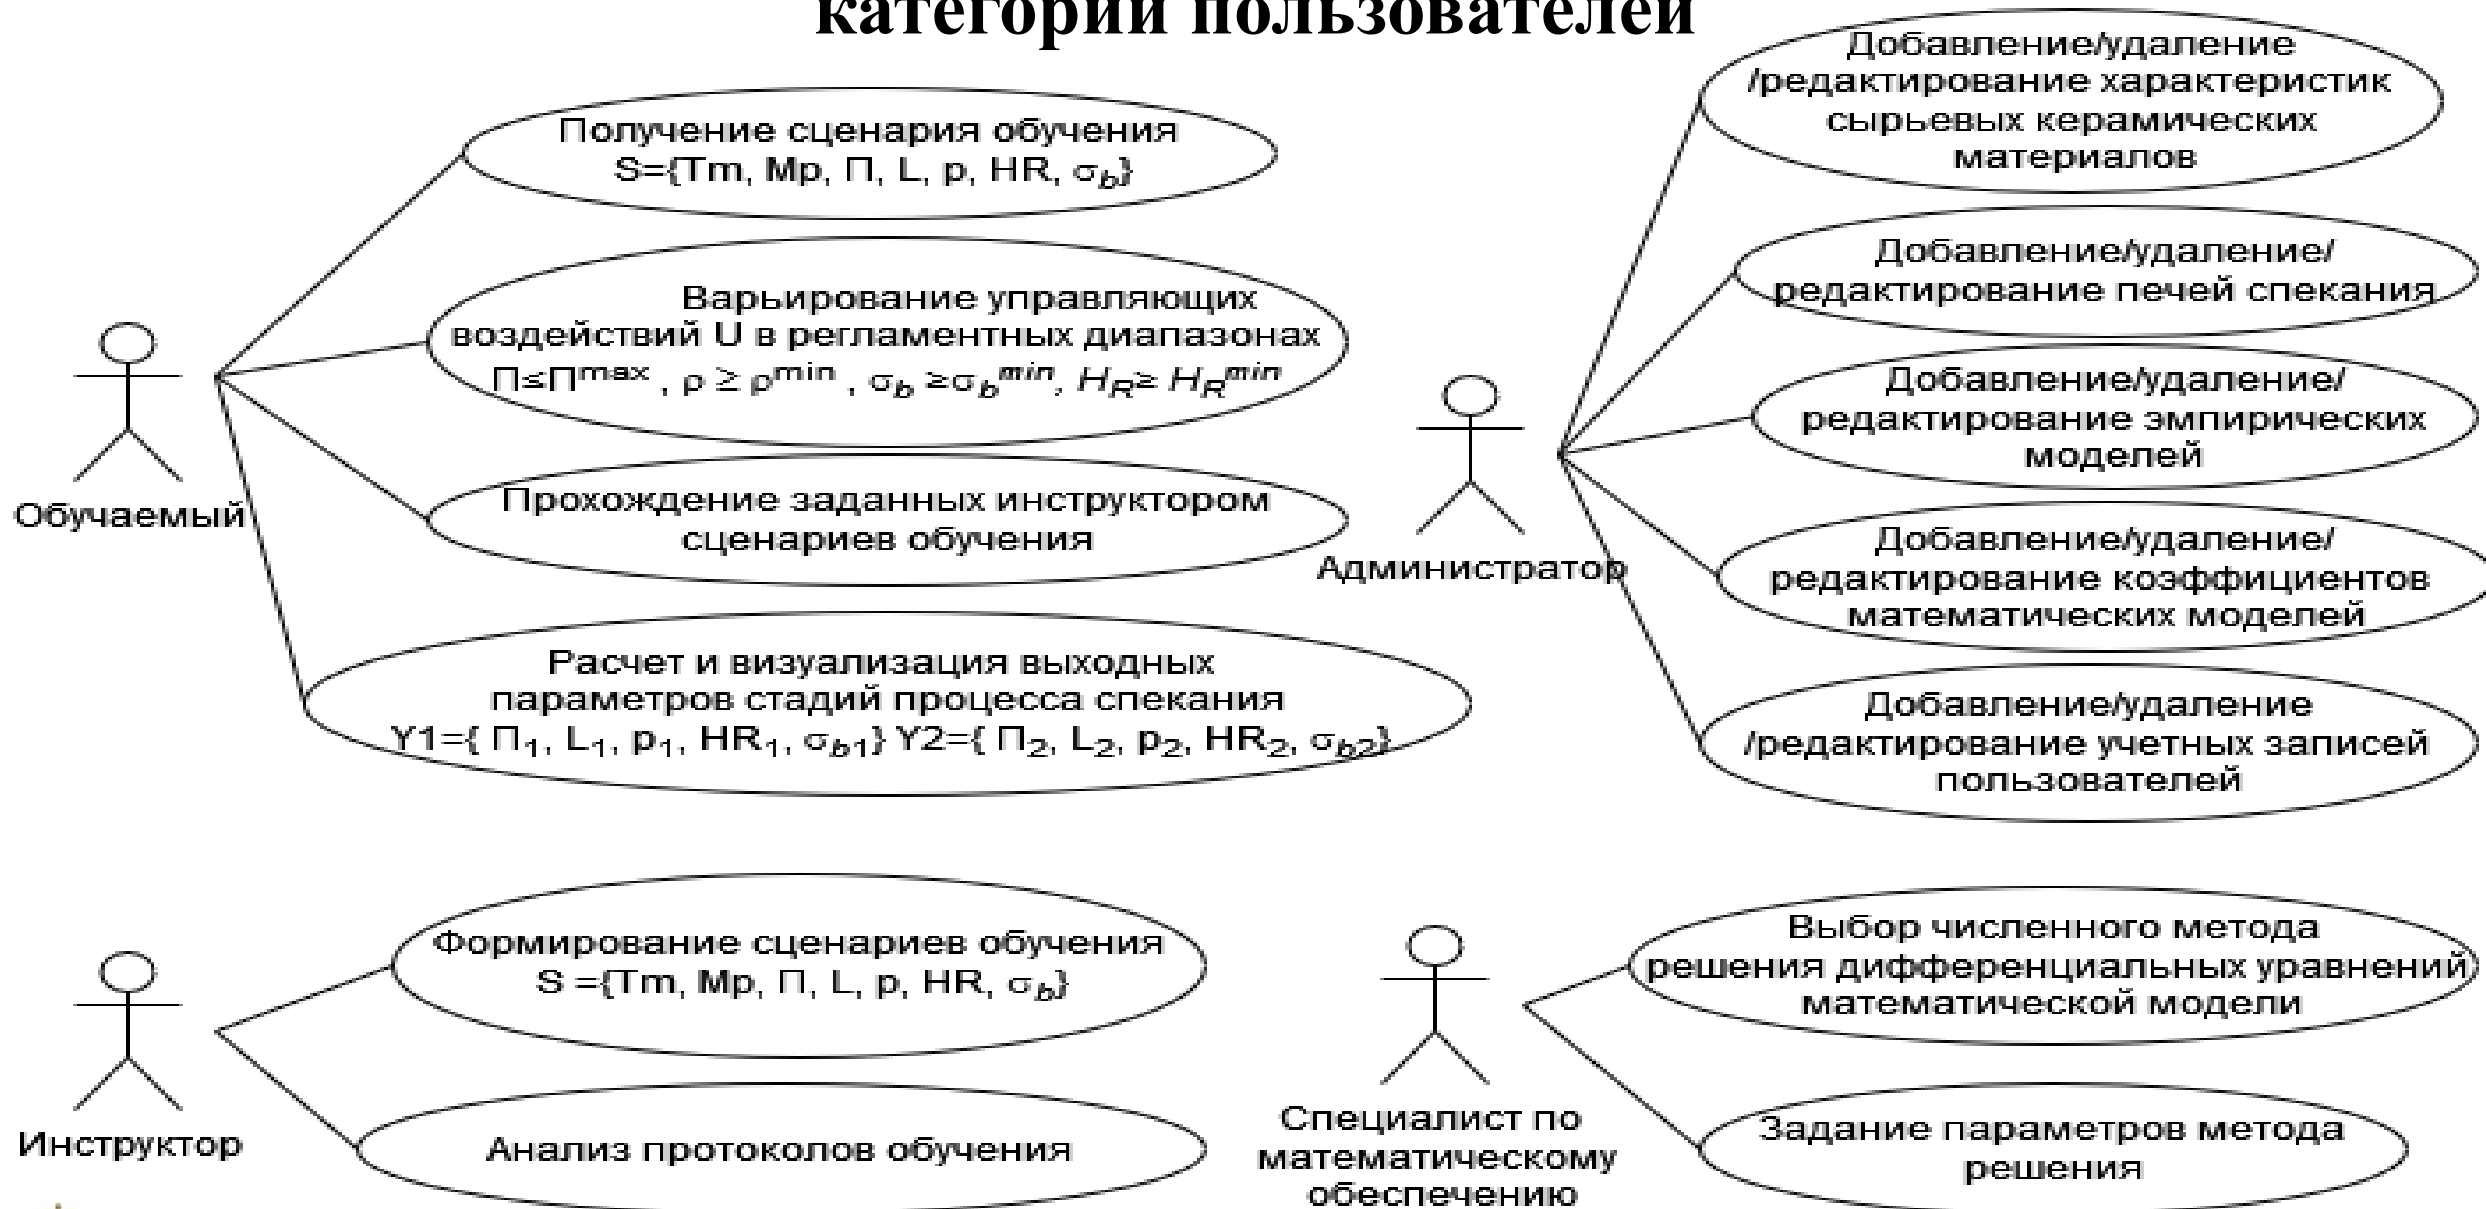 категорий пользователей
Получение сценария обучения
S={Tm, Mp, П, L, p, HR, σb}
Варьирование управляющих
воздействий U в регламентных диапазонах
П≤Пmax , ρ ≥ ρmin , σb ≥σbmin, HR≥ HRmin
Обучаемый
Прохождение заданных инструктором
сценариев обучения
Расчет и визуализация выходных
параметров стадий процесса спекания
Y1={ П1, L1, p1, HR1, σb1} Y2={ П2, L2, p2, HR2, σb2}
Добавление/удаление
/редактирование характеристик
сырьевых керамических
материалов
Добавление/удаление/
редактирование печей спекания
Добавление/удаление/
редактирование эмпирических
моделей
Администратор
Добавление/удаление/
редактирование коэффициентов
математических моделей
Добавление/удаление
/редактирование учетных записей
пользователей
Формирование сценариев обучения
S ={Tm, Mp, П, L, p, HR, σb}
Инструктор
Анализ протоколов обучения
Выбор численного метода
решения дифференциальных уравнений
математической модели
Специалист по
математическому
обеспечению
Задание параметров метода
решения